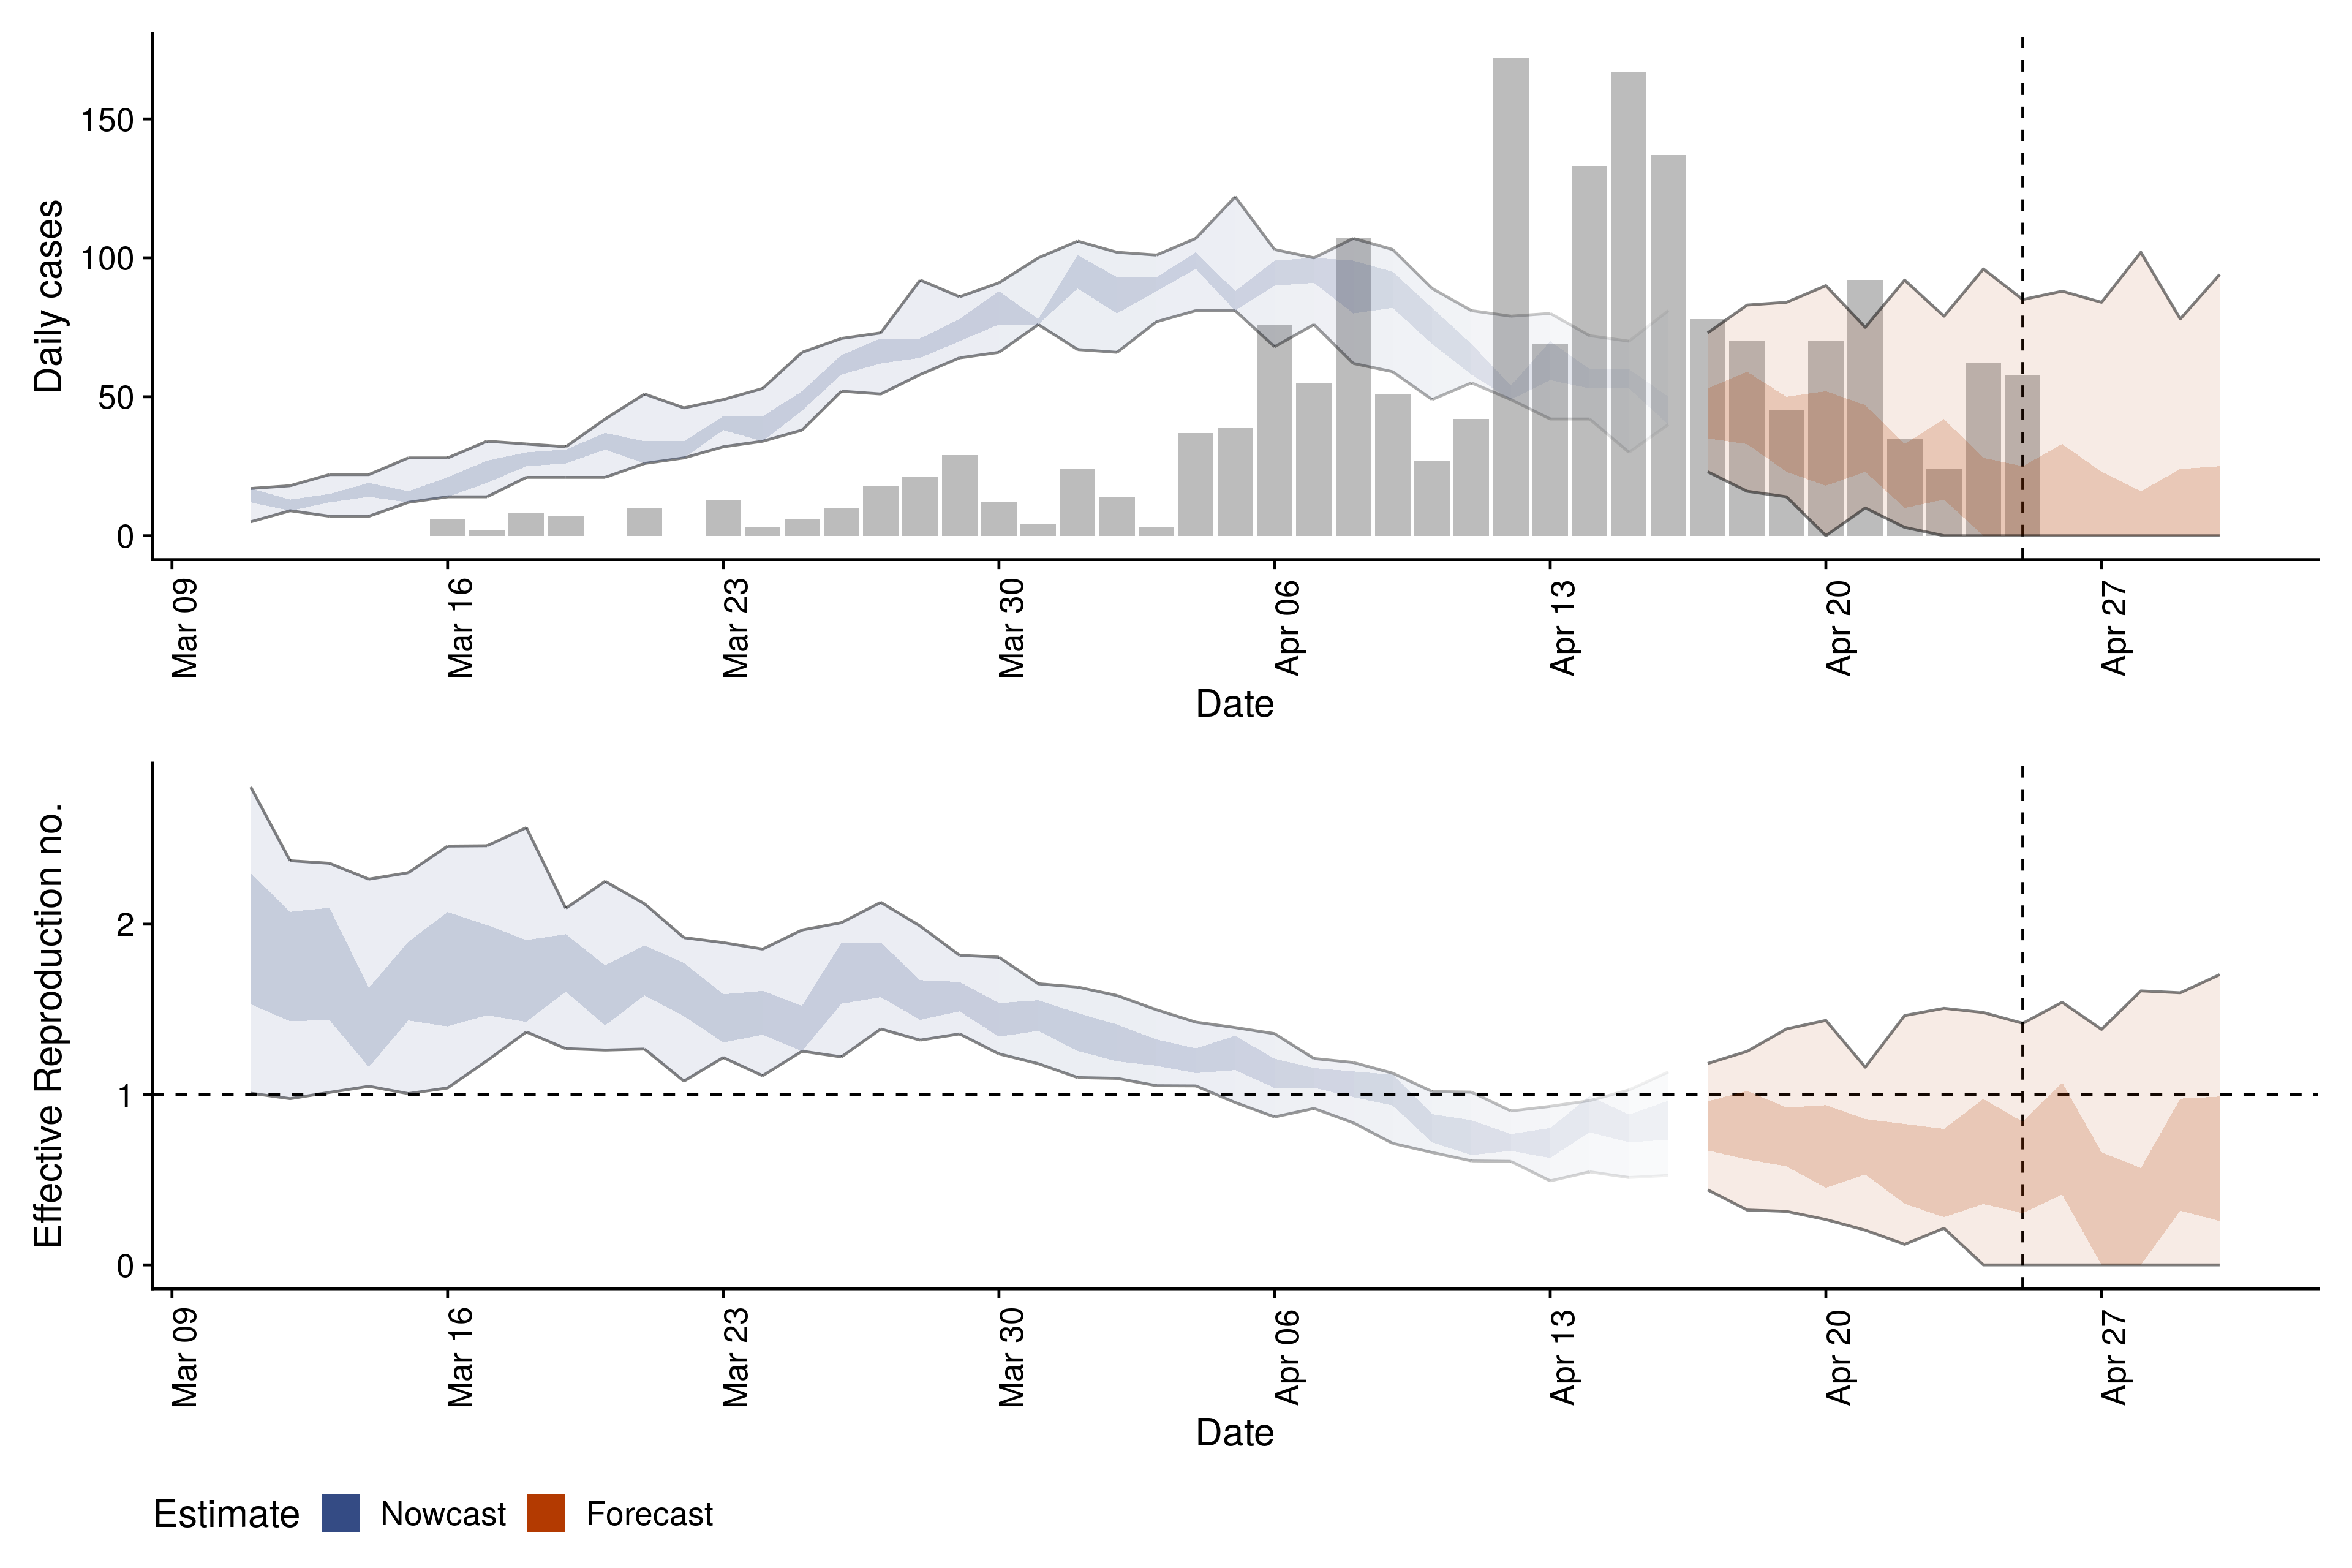 Daily cases
150
100
50
0
Mar 09
Mar 16
Mar 23
Mar 30
Apr 06
Apr 13
Apr 20
Apr 27
Date
Effective Reproduction no.
2
1
0
Mar 09
Mar 16
Mar 23
Mar 30
Apr 06
Apr 13
Apr 20
Apr 27
Date
Estimate Nowcast Forecast